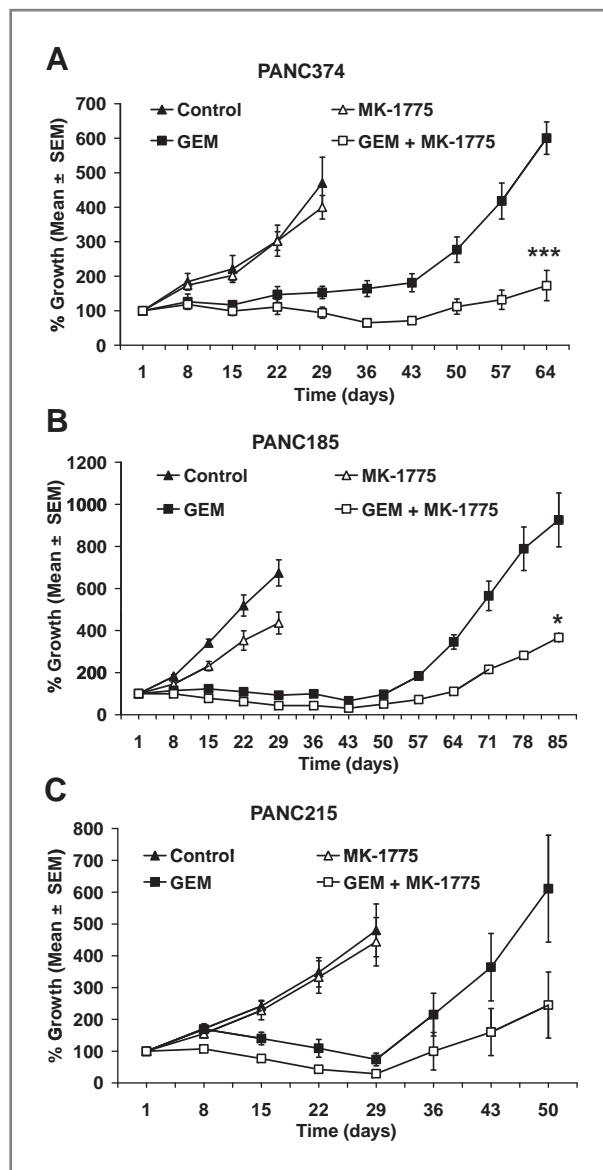 A
PANC374
Control
MK-1775
GEM
GEM + MK-1775
% Growth (Mean ± SEM)
700
600
500
400
300
200
100
0
***
1 8 15 22 29 36 43 50 57 64
Time (days)
B
PANC185
Control
MK-1775
GEM
GEM + MK-1775
% Growth (Mean ± SEM)
1200
1000
800
600
400
200
0
*
1 8 15 22 29 36 43 50 57 64 71 78 85
Time (days)
C
PANC215
Control
MK-1775
GEM
GEM + MK-1775
% Growth (Mean ± SEM)
800
700
600
500
400
300
200
100
0
1 8 15 22 29 36 43 50
Time (days)